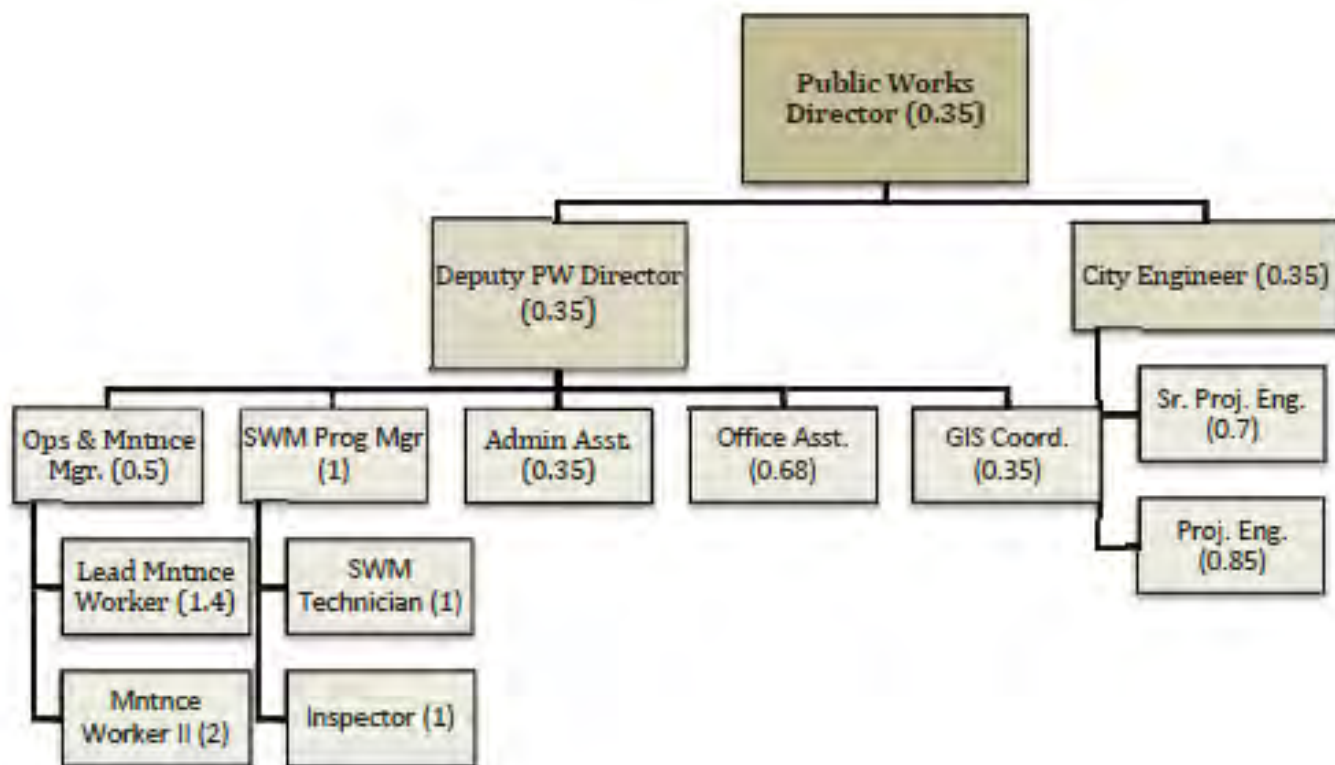 Public Works
Director (0.35)
Deputy PW Director
(0.35)
City Engineer (0.35)
Ops & Mntnce
Mgr. (0.5)
SWM Prog Mgr
(1)
Admin Asst.
(0.35)
Office Asst.
(0.68)
GIS Coord.
(0.35)
Sr. Proj. Eng.
(0.7)
Proj. Eng.
(0.85)
Lead Mntnce
Worker (1.4)
SWM
Technician (1)
Mntnce
Worker II (2)
Inspector (1)